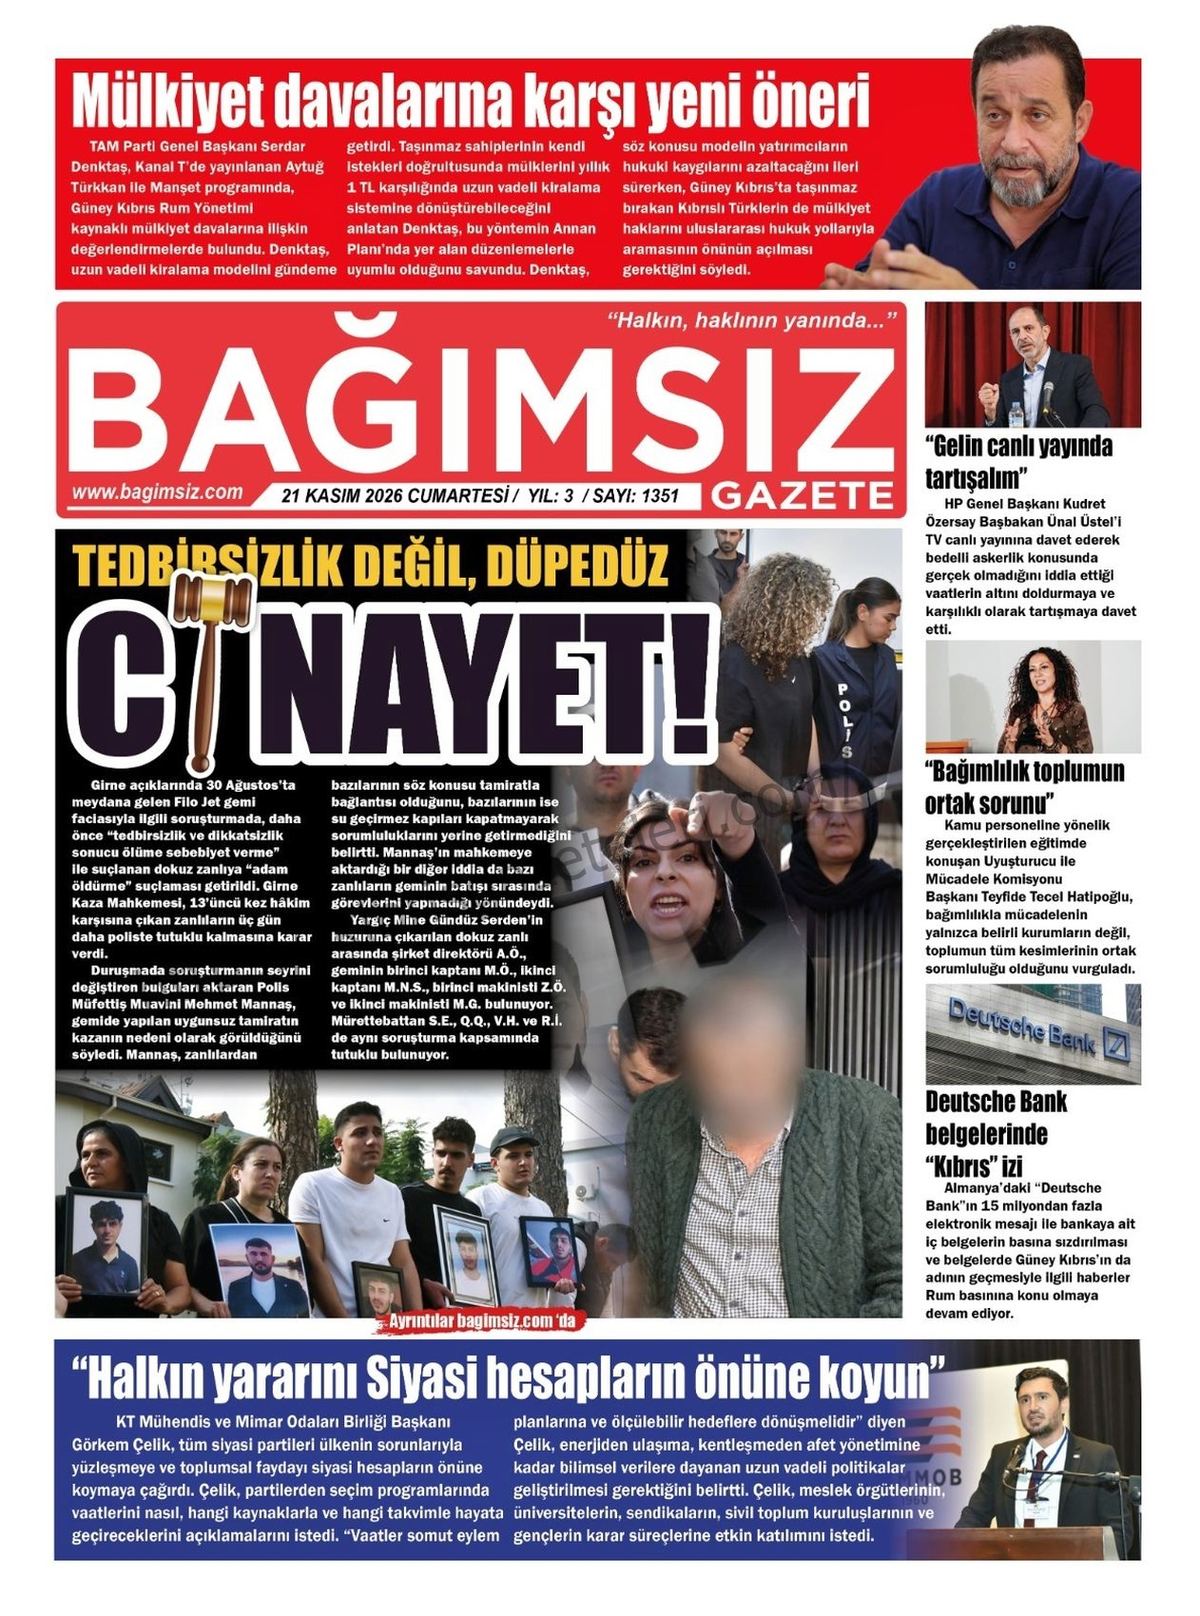 Mülkiyet davalarına karşı yeni öneri
TAM Parti Genel Başkanı Serdar
Denktaş, Kanal T'de yayınlanan Aytuğ
Türkkan ile Manşet programında,
Güney Kıbrıs Rum Yönetimi
kaynaklı mülkiyet davalarına ilişkin
değerlendirmelerde bulundu. Denktaş,
uzun vadeli kiralama modelini gündeme
getirdi. Taşınmaz sahiplerinin kendi
istekleri doğrultusunda mülklerini yıllık
1 TL karşılığında uzun vadeli kiralama
sistemine dönüştürebileceğini
anlatan Denktaş, bu yöntemin Annan
Planı'nda yer alan düzenlemelerle
uyumlu olduğunu savundu. Denktaş,
söz konusu modelin yatırımcıların
hukuki kaygılarını azaltacağını ileri
sürerken, Güney Kıbrıs'ta taşınmaz
bırakan Kıbrıslı Türklerin de mülkiyet
haklarını uluslararası hukuk yollarıyla
aramasının önünün açılması
gerektiğini söyledi.
"Halkın, haklının yanında..."
BAĞIMSIZ
www.bagimsiz.com
21 KASIM 2026 CUMARTESİ / YIL: 3 / SAYI: 1351
GAZETE
TEDBİRSİZLİK DEĞİL, DÜPEDÜZ
CİNAYET!
Girne açıklarında 30 Ağustos'ta
meydana gelen Filo Jet gemi
faciasıyla ilgili soruşturmada, daha
önce "tedbirsizlik ve dikkatsizlik
sonucu ölüme sebebiyet verme"
ile suçlanan dokuz zanlıya "adam
öldürme" suçlaması getirildi. Girne
Kaza Mahkemesi, 13'üncü kez hâkim
karşısına çıkan zanlıların üç gün
daha poliste tutuklu kalmasına karar
verdi.
Duruşmada soruşturmanın seyrini
değiştiren bulguları aktaran Polis
Müfettiş Muavini Mehmet Mannaş,
gemide yapılan uygunsuz tamiratın
kazanın nedeni olarak görüldüğünü
söyledi. Mannaş, zanlılardan
bazılarının söz konusu tamiratla
bağlantısı olduğunu, bazılarının ise
su geçirmez kapıları kapatmayarak
sorumluluklarını yerine getirmediğini
belirtti. Mannaş'ın mahkemeye
aktardığı bir diğer iddia da bazı
zanlıların geminin batışı sırasında
görevlerini yapmadığı yönündeydi.
Yargıç Mine Gündüz Serden'in
huzuruna çıkarılan dokuz zanlı
arasında şirket direktörü A.Ö.,
geminin birinci kaptanı M.Ö., ikinci
kaptanı M.N.S., birinci makinisti Z.Ö.
ve ikinci makinisti M.G. bulunuyor.
Mürettebattan S.E., Q.Q., V.H. ve R.İ.
de aynı soruşturma kapsamında
tutuklu bulunuyor.
POLİS
Ayrıntılar bagimsiz.com 'da
"Gelin canlı yayında
tartışalım"
HP Genel Başkanı Kudret
Özersay Başbakan Ünal Üstel'i
TV canlı yayınına davet ederek
bedelli askerlik konusunda
gerçek olmadığını iddia ettiği
vaatlerin altını doldurmaya ve
karşılıklı olarak tartışmaya davet
etti.
"Bağımlılık toplumun
ortak sorunu"
Kamu personeline yönelik
gerçekleştirilen eğitimde
konuşan Uyuşturucu ile
Mücadele Komisyonu
Başkanı Teyfide Tecel Hatipoğlu,
bağımlılıkla mücadelenin
yalnızca belirli kurumların değil,
toplumun tüm kesimlerinin ortak
sorumluluğu olduğunu vurguladı.
Deutsche Bank
Deutsche Bank
belgelerinde
"Kıbrıs" izi
Almanya'daki "Deutsche
Bank"ın 15 milyondan fazla
elektronik mesajı ile bankaya ait
iç belgelerin basına sızdırılması
ve belgelerde Güney Kıbrıs'ın da
adının geçmesiyle ilgili haberler
Rum basınına konu olmaya
devam ediyor.
"Halkın yararını Siyasi hesapların önüne koyun"
KT Mühendis ve Mimar Odaları Birliği Başkanı
Görkem Çelik, tüm siyasi partileri ülkenin sorunlarıyla
yüzleşmeye ve toplumsal faydayı siyasi hesapların önüne
koymaya çağırdı. Çelik, partilerden seçim programlarında
vaatlerini nasıl, hangi kaynaklarla ve hangi takvimle hayata
geçireceklerini açıklamalarını istedi. "Vaatler somut eylem
planlarına ve ölçülebilir hedeflere dönüşmelidir" diyen
Çelik, enerjiden ulaşıma, kentleşmeden afet yönetimine
kadar bilimsel verilere dayanan uzun vadeli politikalar
geliştirilmesi gerektiğini belirtti. Çelik, meslek örgütlerinin,
üniversitelerin, sendikaların, sivil toplum kuruluşlarının ve
gençlerin karar süreçlerine etkin katılımını istedi.
MMOB
1960